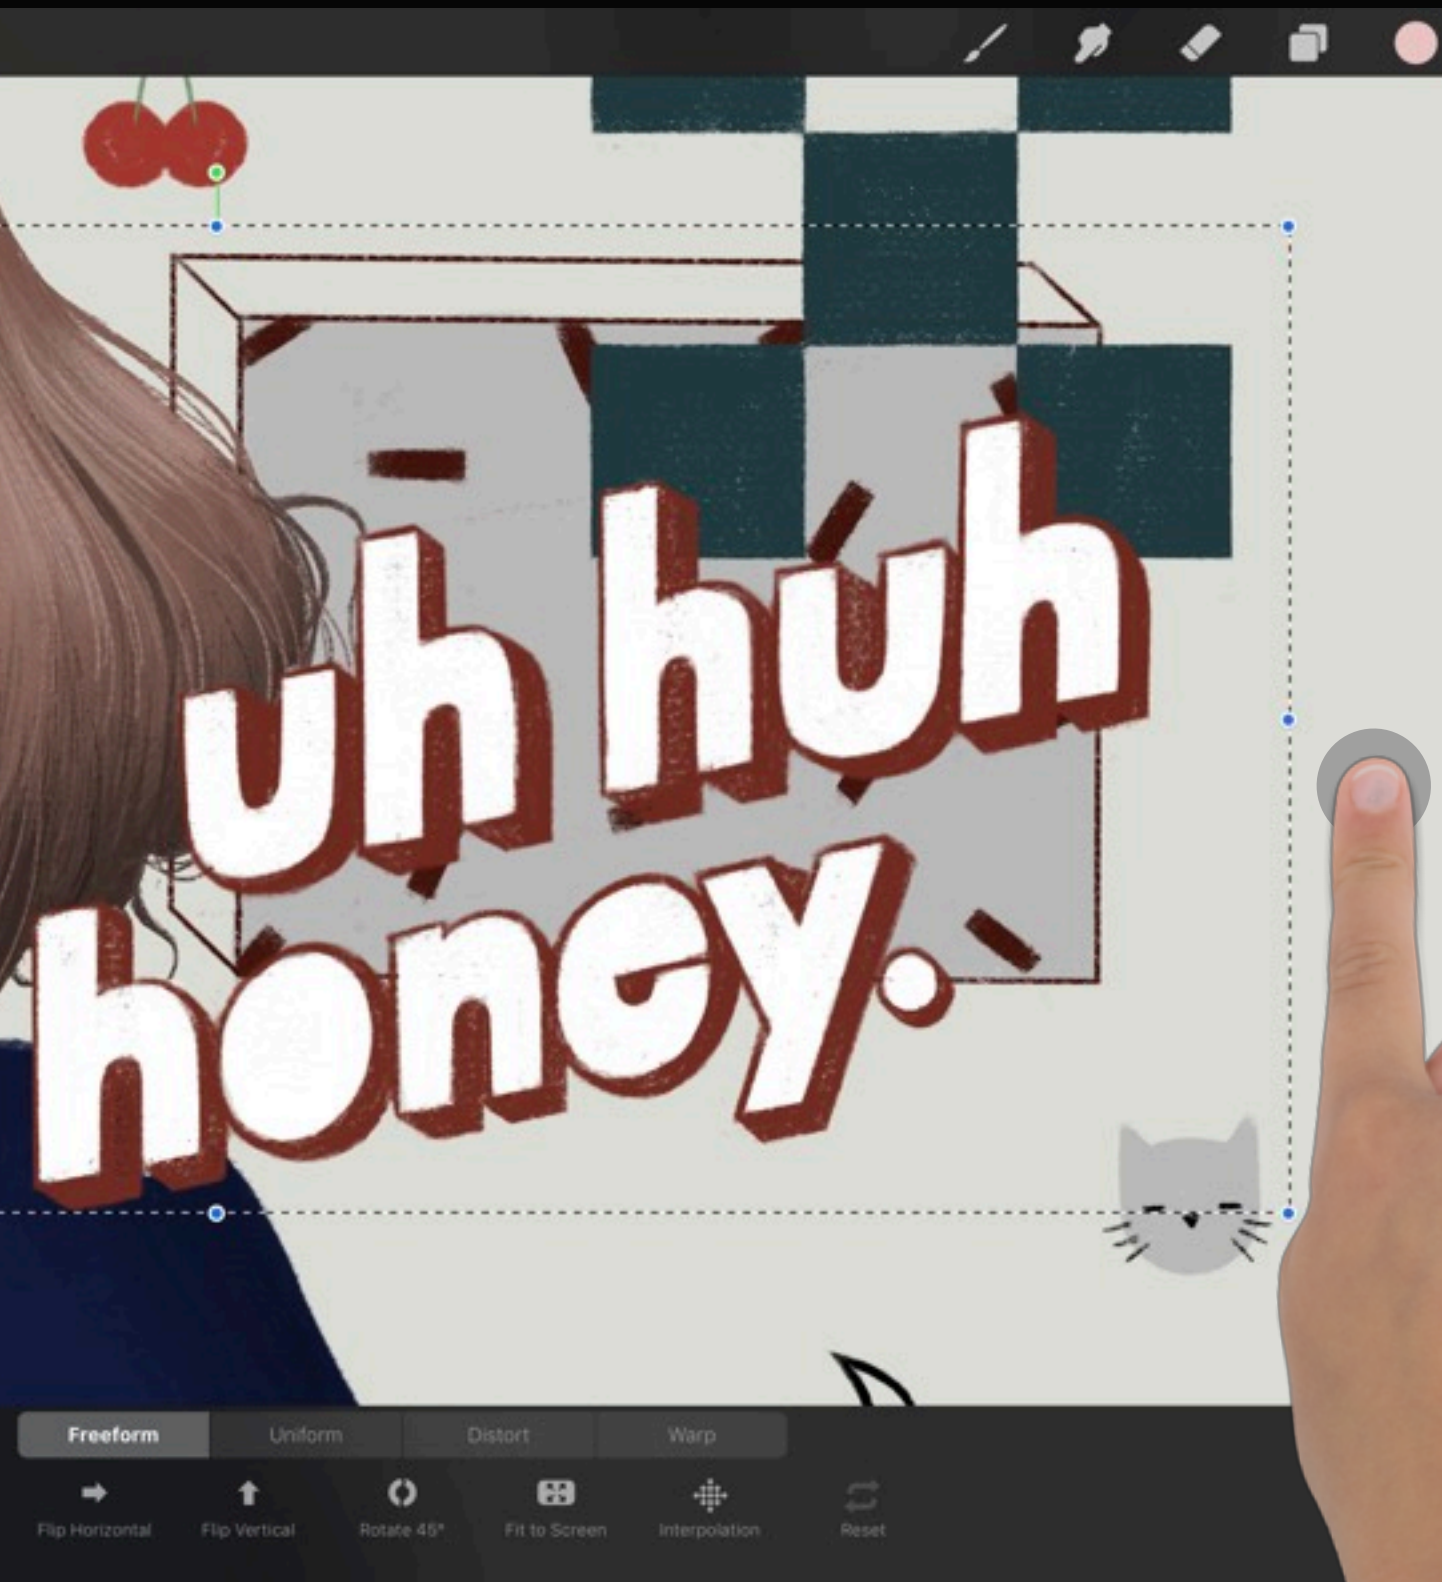 uh huh
honey.
Freeform Uniform Distort Warp
Flip Horizontal Flip Vertical Rotate 45° Fit to Screen Interpolation Reset